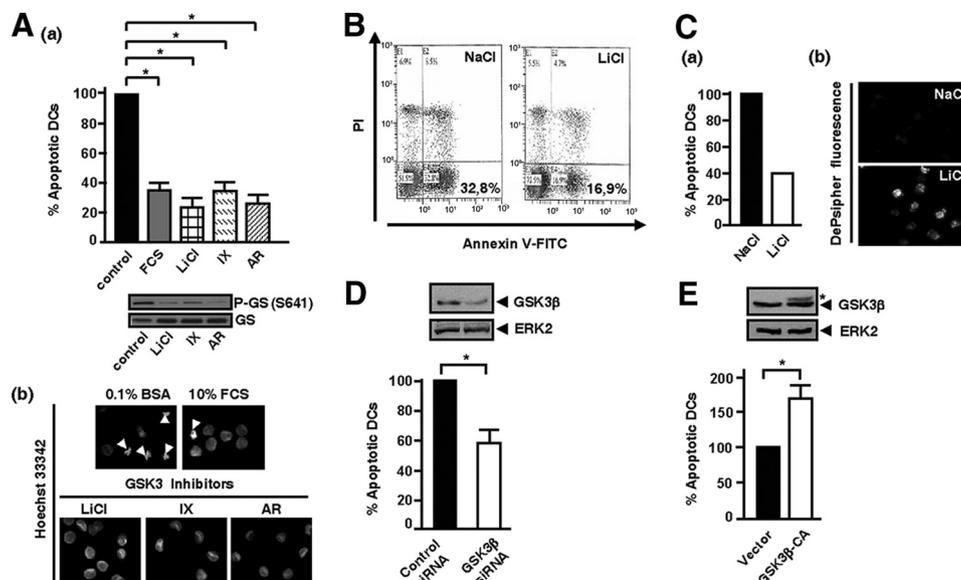 A
(a)
*
*
*
*
% Apoptotic DCs
100
80
60
40
20
0
control
FCS
LiCl
IX
AR
P-GS (S641)
GS
control
LiCl
IX
AR
(b)
0.1% BSA
10% FCS
Hoechst 33342
GSK3 Inhibitors
LiCl
IX
AR
B
PI
NaCl
32,8%
LiCl
16,9%
Annexin V-FITC
C
(a)
% Apoptotic DCs
100
80
60
40
20
0
NaCl
LiCl
(b)
DePsipher fluorescence
NaC
LiC
D
GSK3β
ERK2
*
% Apoptotic DCs
100
80
60
40
20
0
Control
iRNA
GSK3β
siRNA
E
*
GSK3β
ERK2
*
% Apoptotic DCs
200
150
100
50
0
Vector
GSK3β-CA